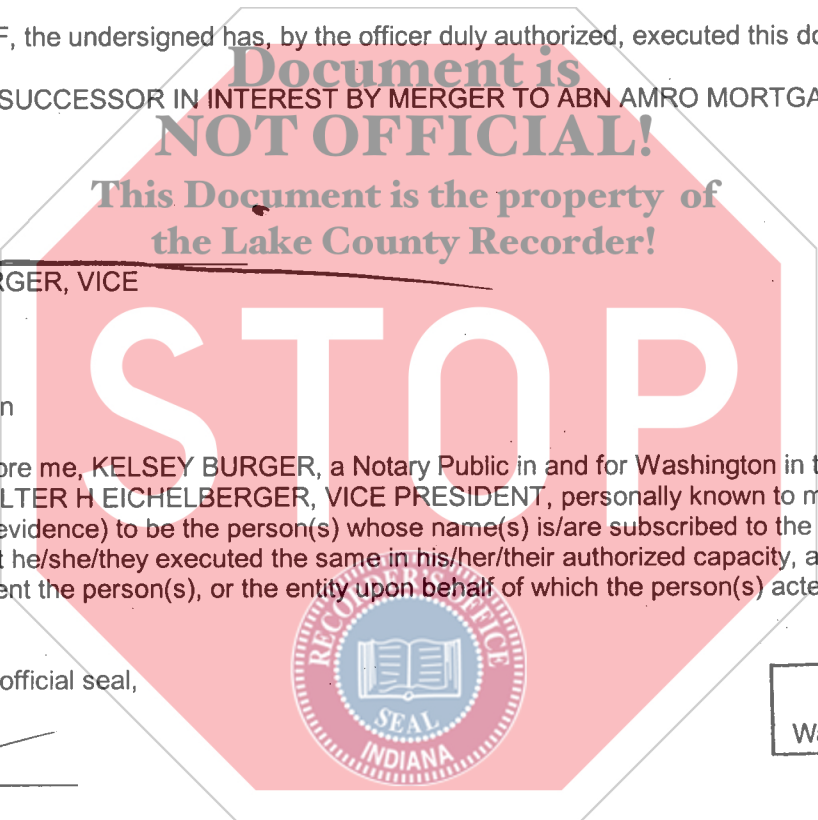 F, the undersigned has, by the officer duly authorized, executed this do
Document is
SUCCESSOR IN INTEREST BY MERGER TO ABN AMRO MORTGA
NOT OFFICIAL!
This Document is the property of
the Lake County Recorder!
RGER, VICE
STOP
n
ore me, KELSEY BURGER, a Notary Public in and for Washington in t
LTER H EICHELBERGER, VICE PRESIDENT, personally known to m
evidence) to be the person(s) whose name(s) is/are subscribed to the
t he/she/they executed the same in his/her/their authorized capacity, a
ent the person(s), or the entity upon behalf of which the person(s) acte
RECORDER'S OFFICE
official seal,
SEAL
INDIANA
Wa